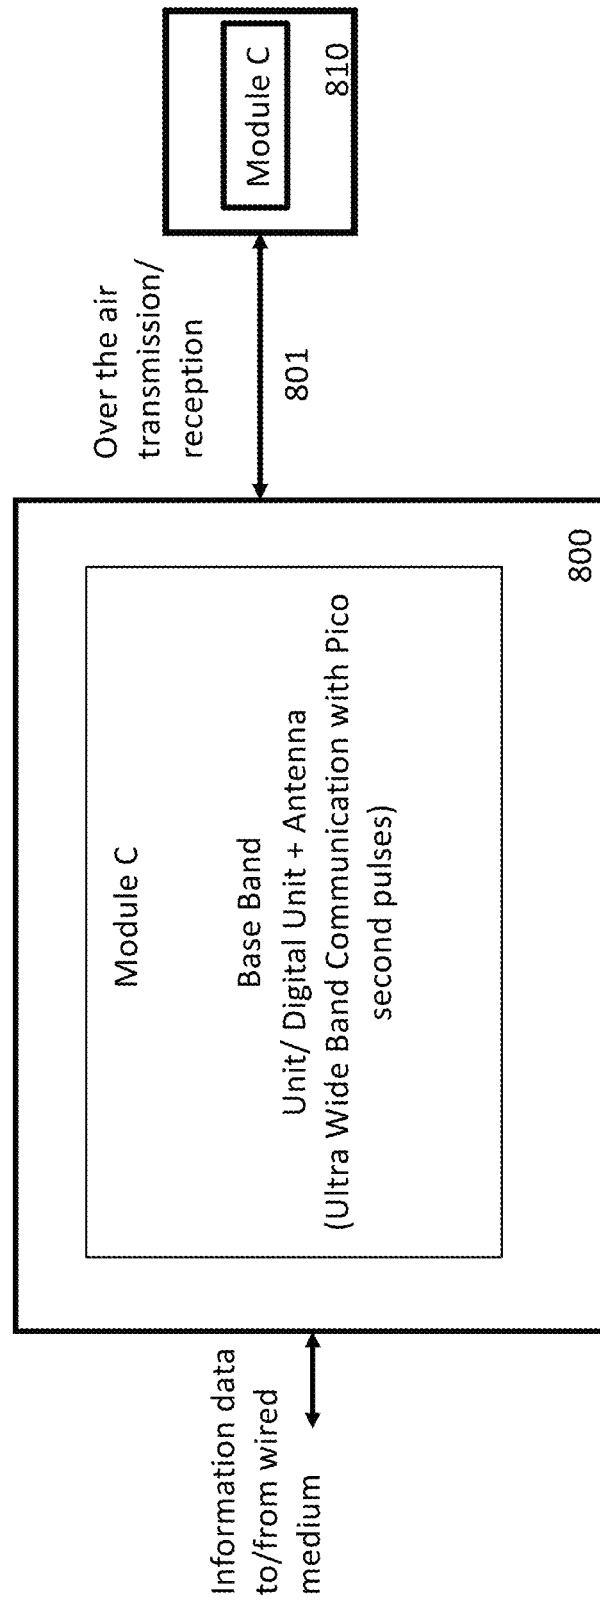 Information data
to/from wired
medium
Module C
Base Band
Unit/ Digital Unit + Antenna
(Ultra Wide Band Communication with Pico
second pulses)
800
Over the air
transmission/
reception
801
Module C
810